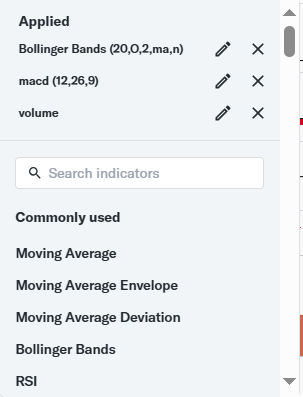 Applied
Bollinger Bands (20,O,2,ma,n)
macd (12,26,9)
volume
Search indicators
Commonly used
Moving Average
Moving Average Envelope
Moving Average Deviation
Bollinger Bands
RSI